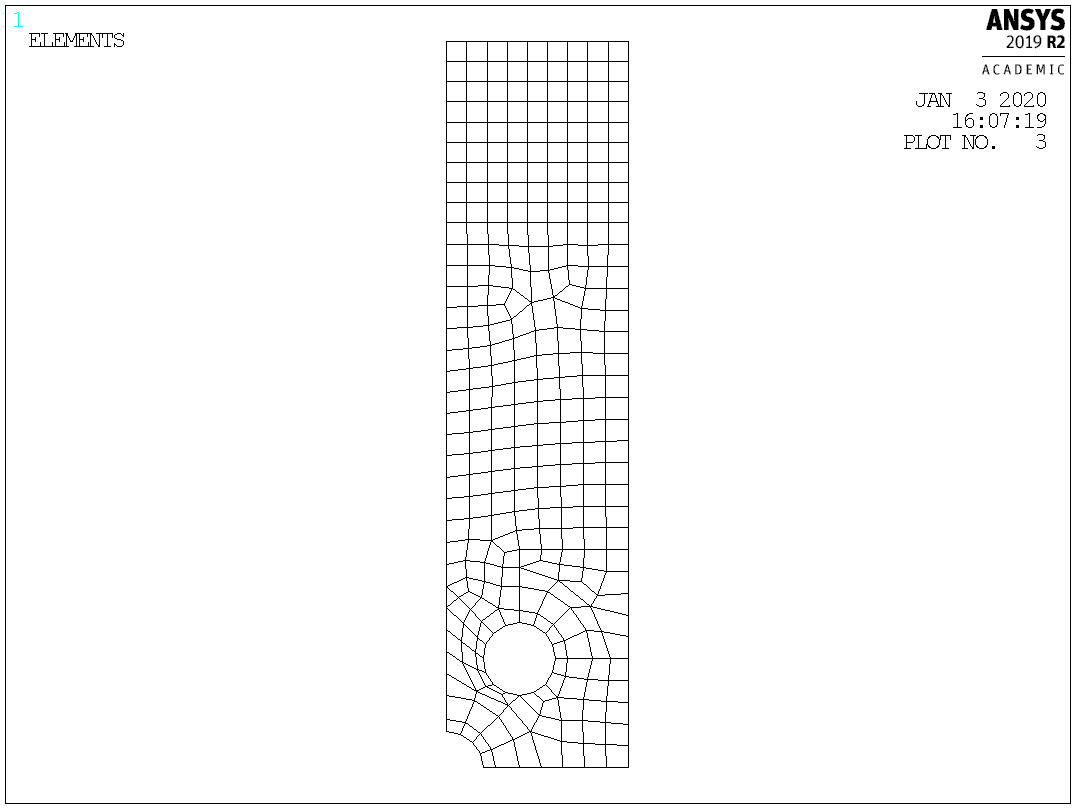 1
ELEMENTS
ANSYS
2019 R2
ACADEMIC
JAN 3 2020
16:07:19
PLOT NO. 3